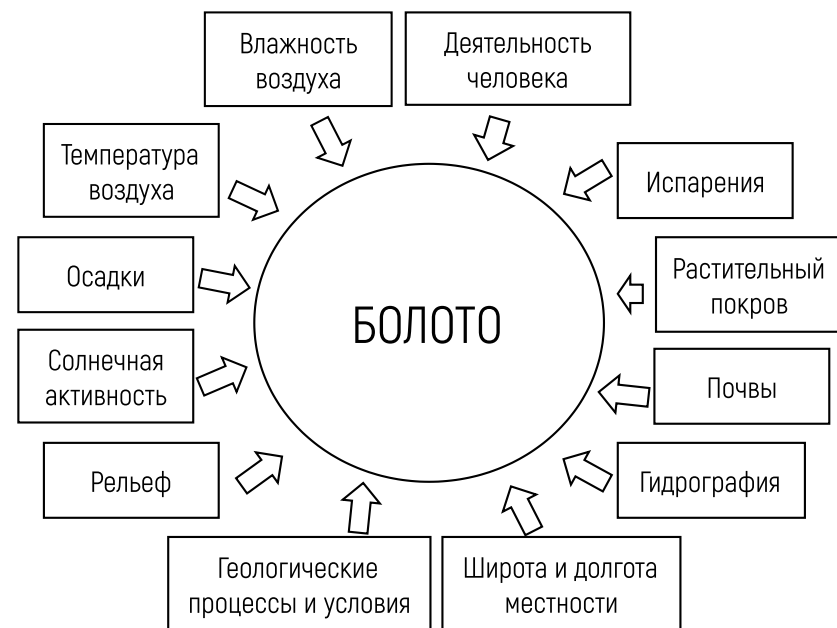 Влажность
воздуха
Деятельность
человека
Температура
воздуха
Испарения
Осадки
Растительный
покров
БОЛОТО
Солнечная
активность
Почвы
Рельеф
Гидрография
Геологические
процессы и условия
Широта и долгота
местности